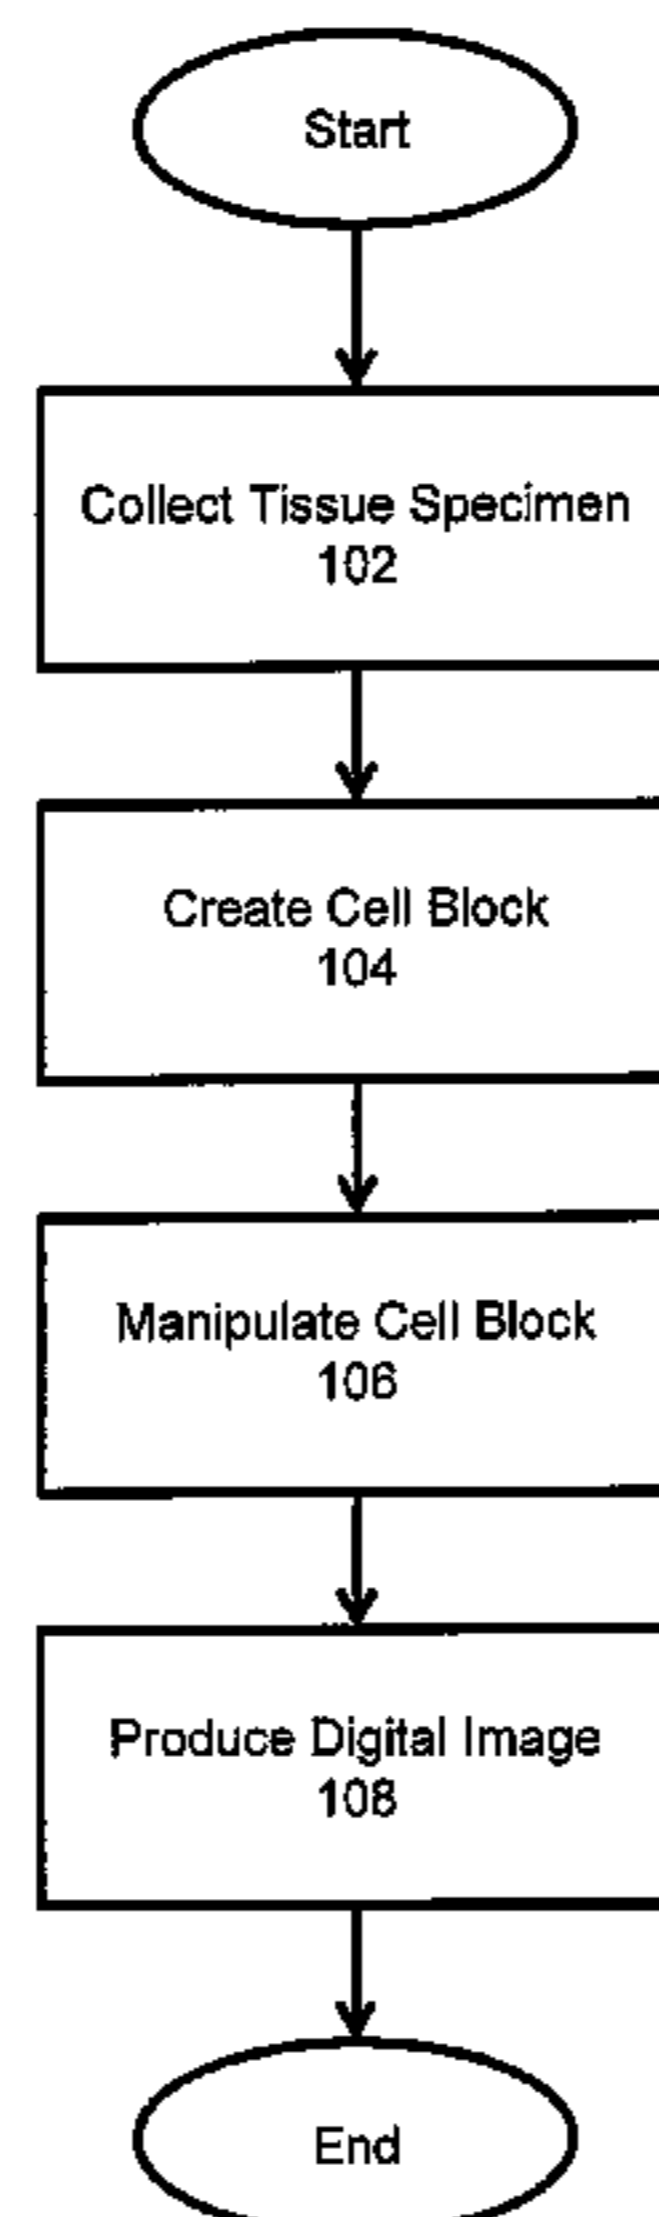 Start
Collect Tissue Specimen
102
Create Cell Block
104
Manipulate Cell Block
106
Produce Digital Image
108
End